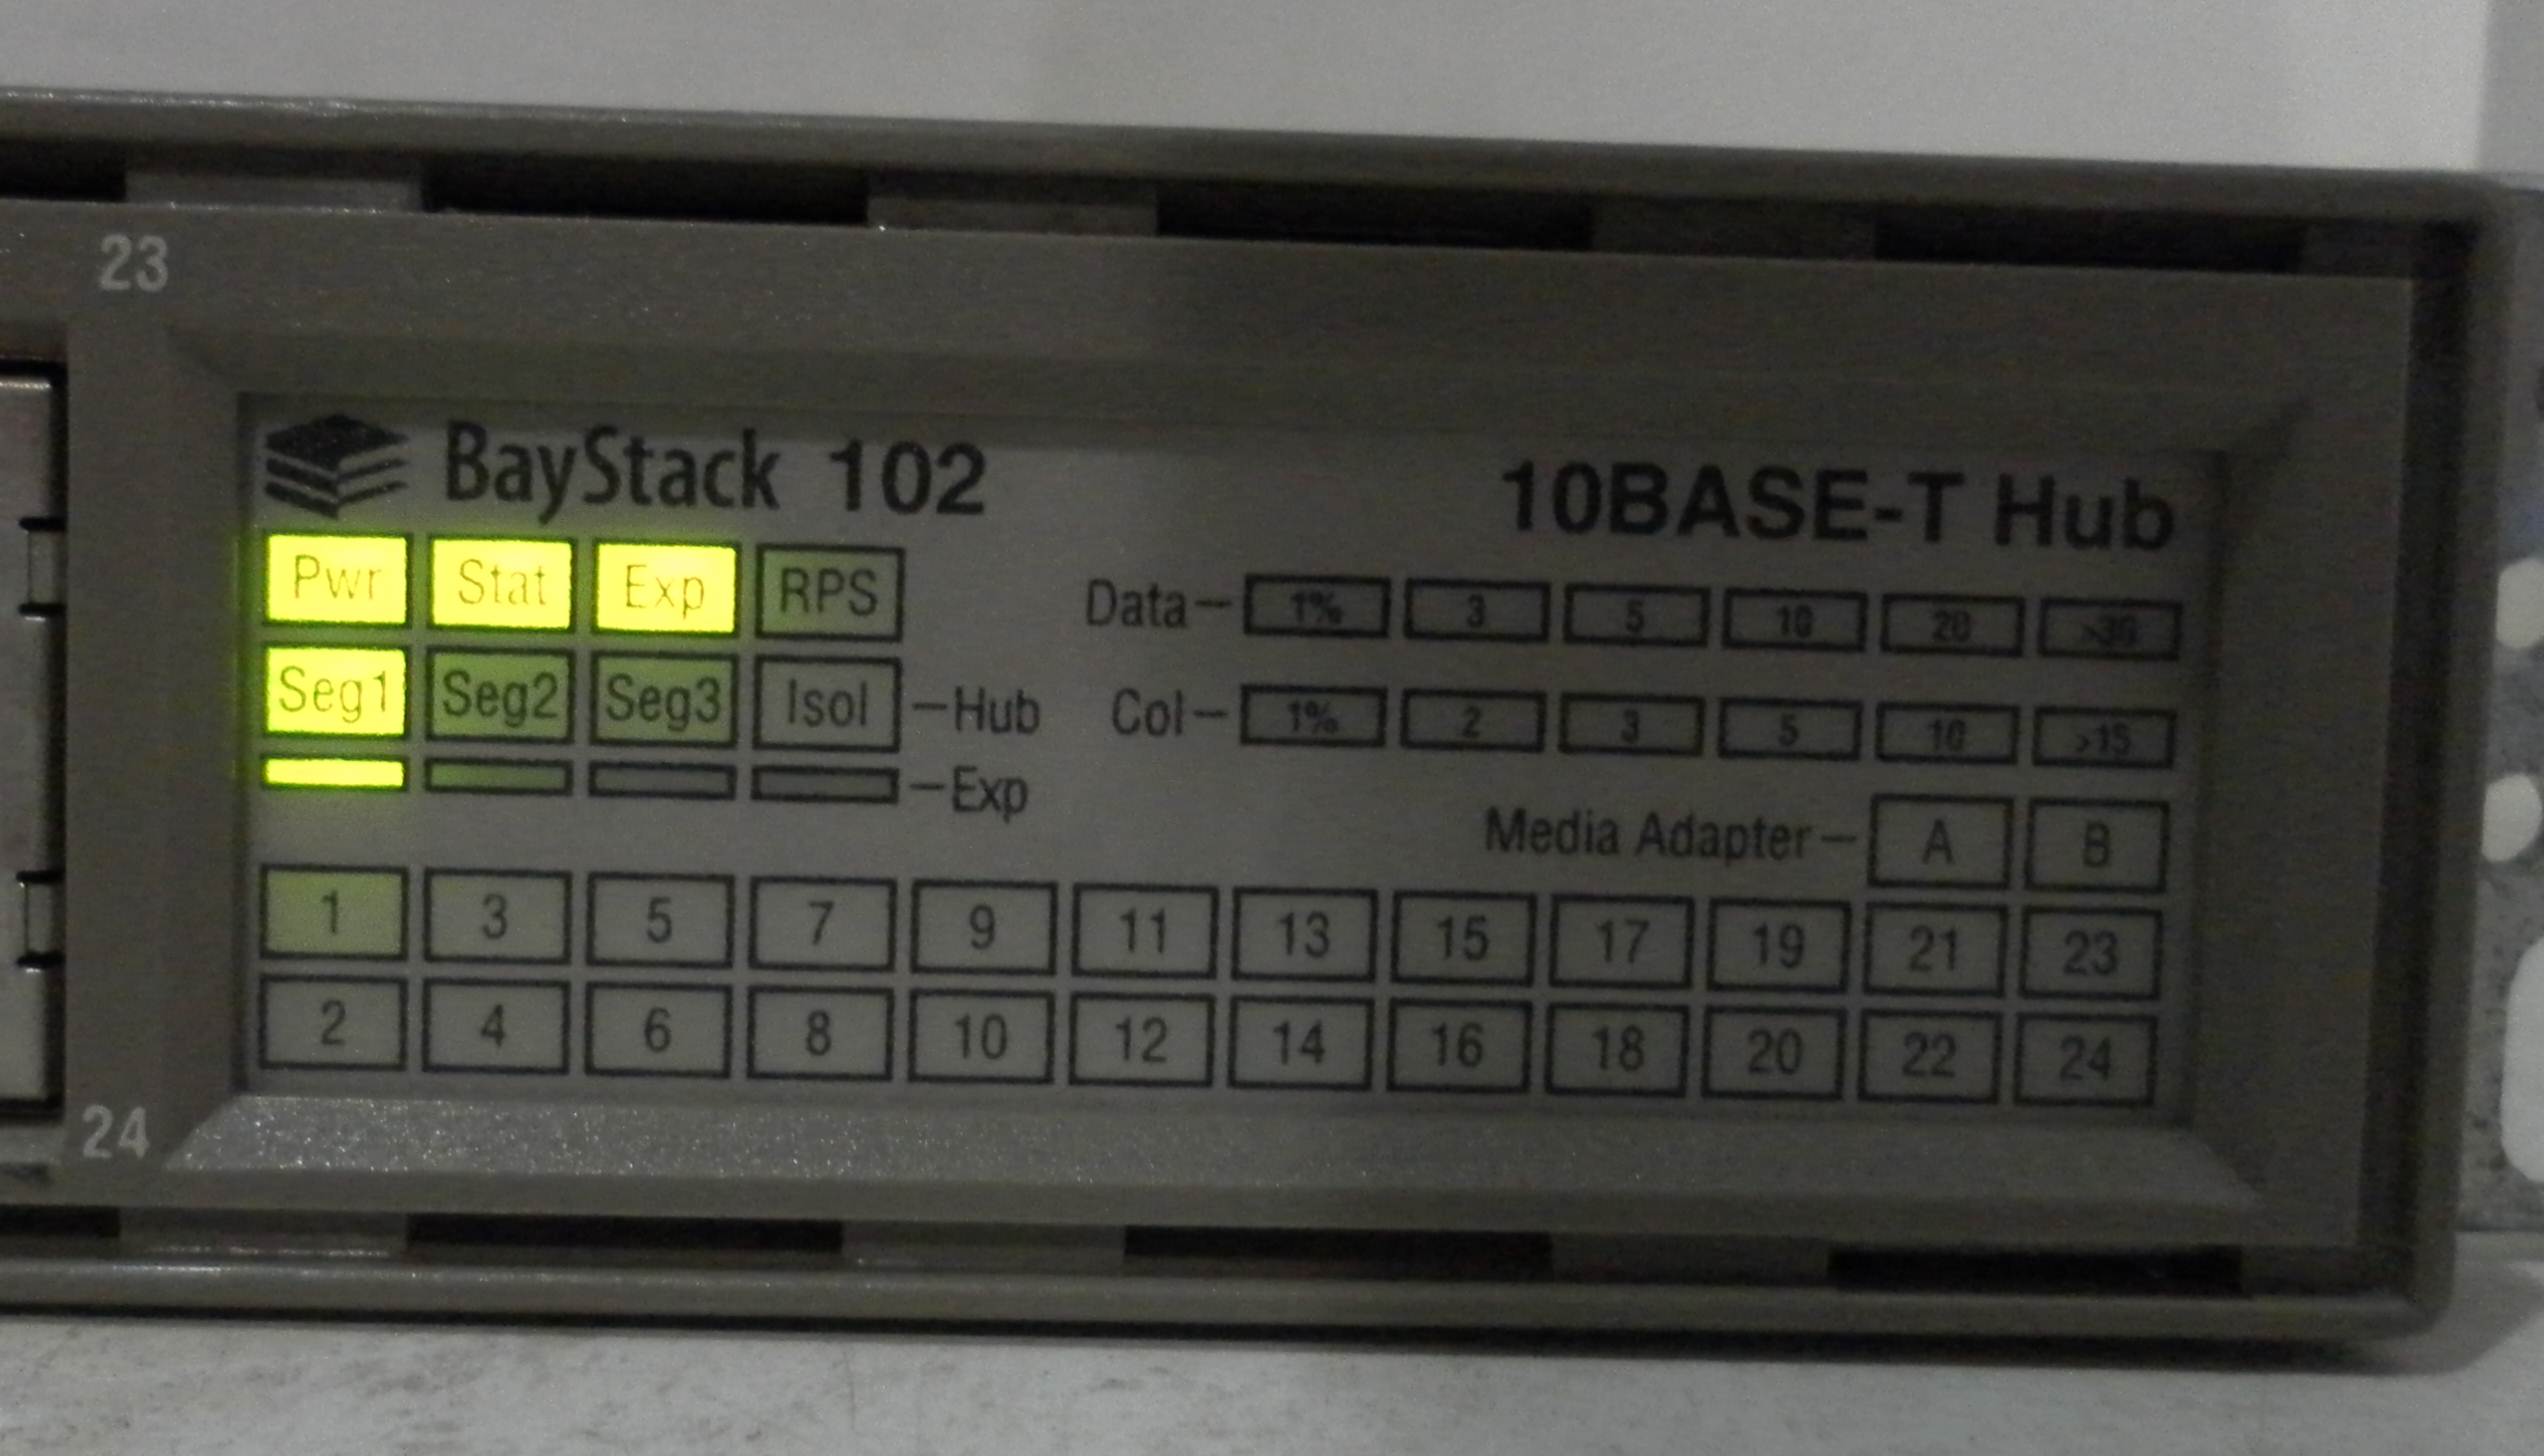 23
BayStack 102
10BASE-T Hub
Pwr Stat Exp RPS
Data 1% 3 5 10 20 >30
Seg1 Seg2 Seg3 Isol Hub
Col 1% 2 3 5 10 >15
Exp
Media Adapter A B
1 3 5 7 9 11 13 15 17 19 21 23
2 4 6 8 10 12 14 16 18 20 22 24
24